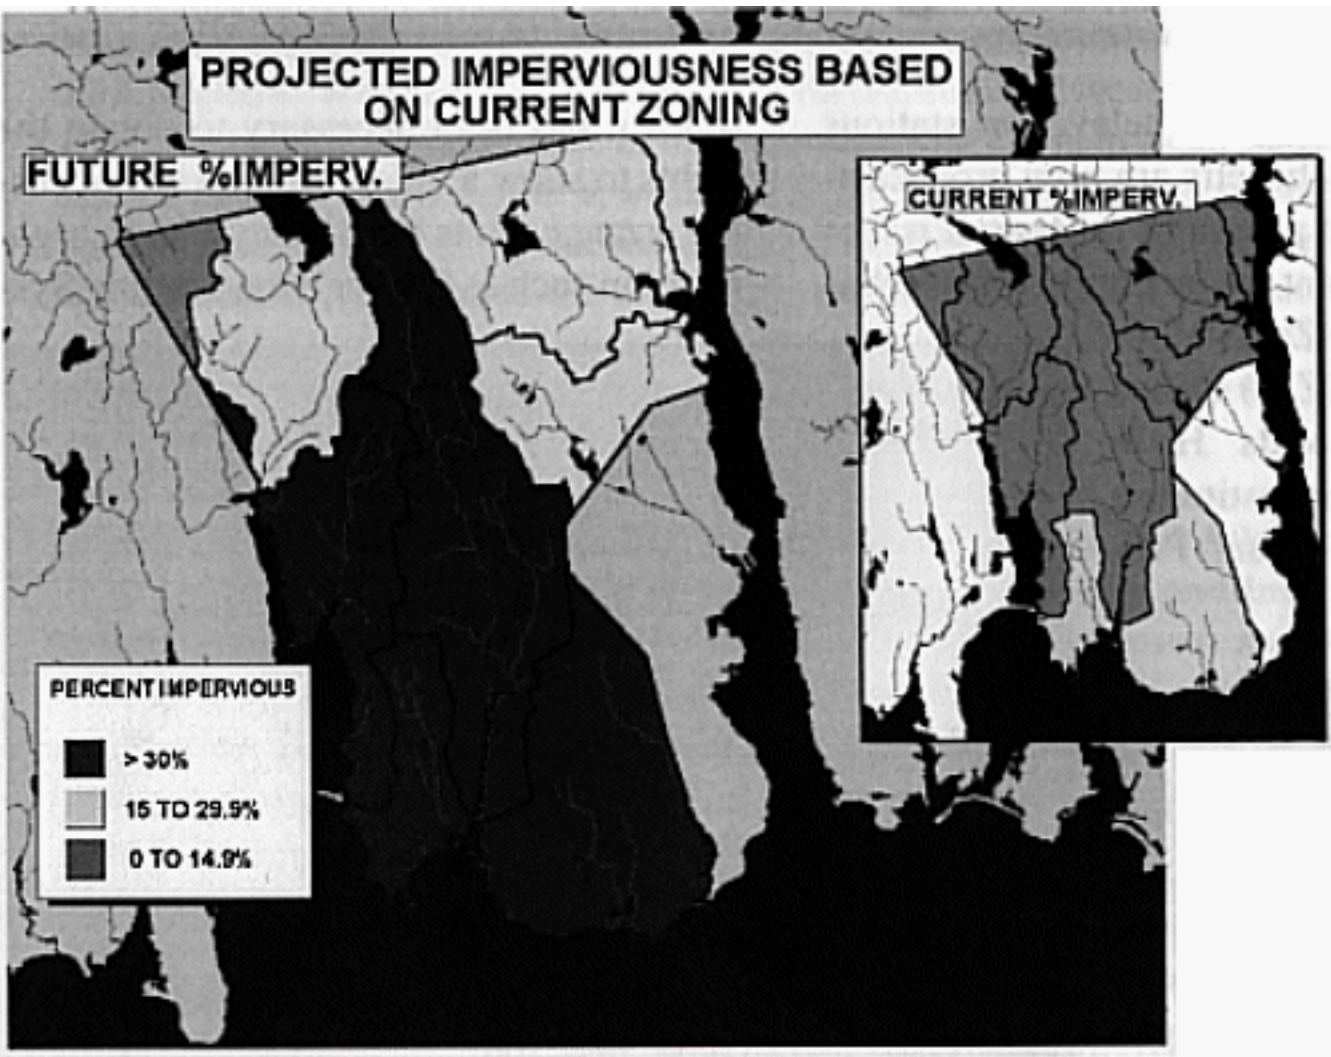 PROJECTED IMPERVIOUSNESS BASED
ON CURRENT ZONING
FUTURE %IMPERV.
CURRENT %IMPERV.
PERCENT IMPERVIOUS
> 30%
15 TO 29.9%
0 TO 14.9%